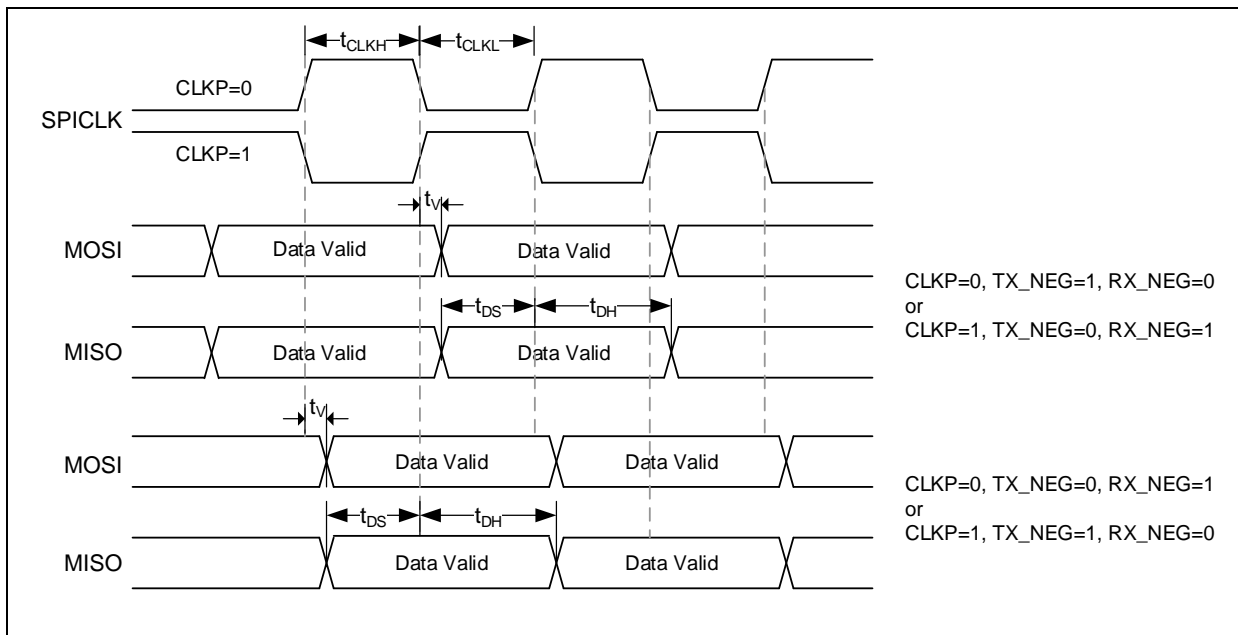 tCLKH tCLKL
CLKP=0
SPICLK
CLKP=1
tV
MOSI Data Valid Data Valid
tDS tDH
MISO Data Valid Data Valid
CLKP=0, TX_NEG=1, RX_NEG=0
or
CLKP=1, TX_NEG=0, RX_NEG=1
tV
MOSI Data Valid Data Valid
tDS tDH
MISO Data Valid Data Valid
CLKP=0, TX_NEG=0, RX_NEG=1
or
CLKP=1, TX_NEG=1, RX_NEG=0